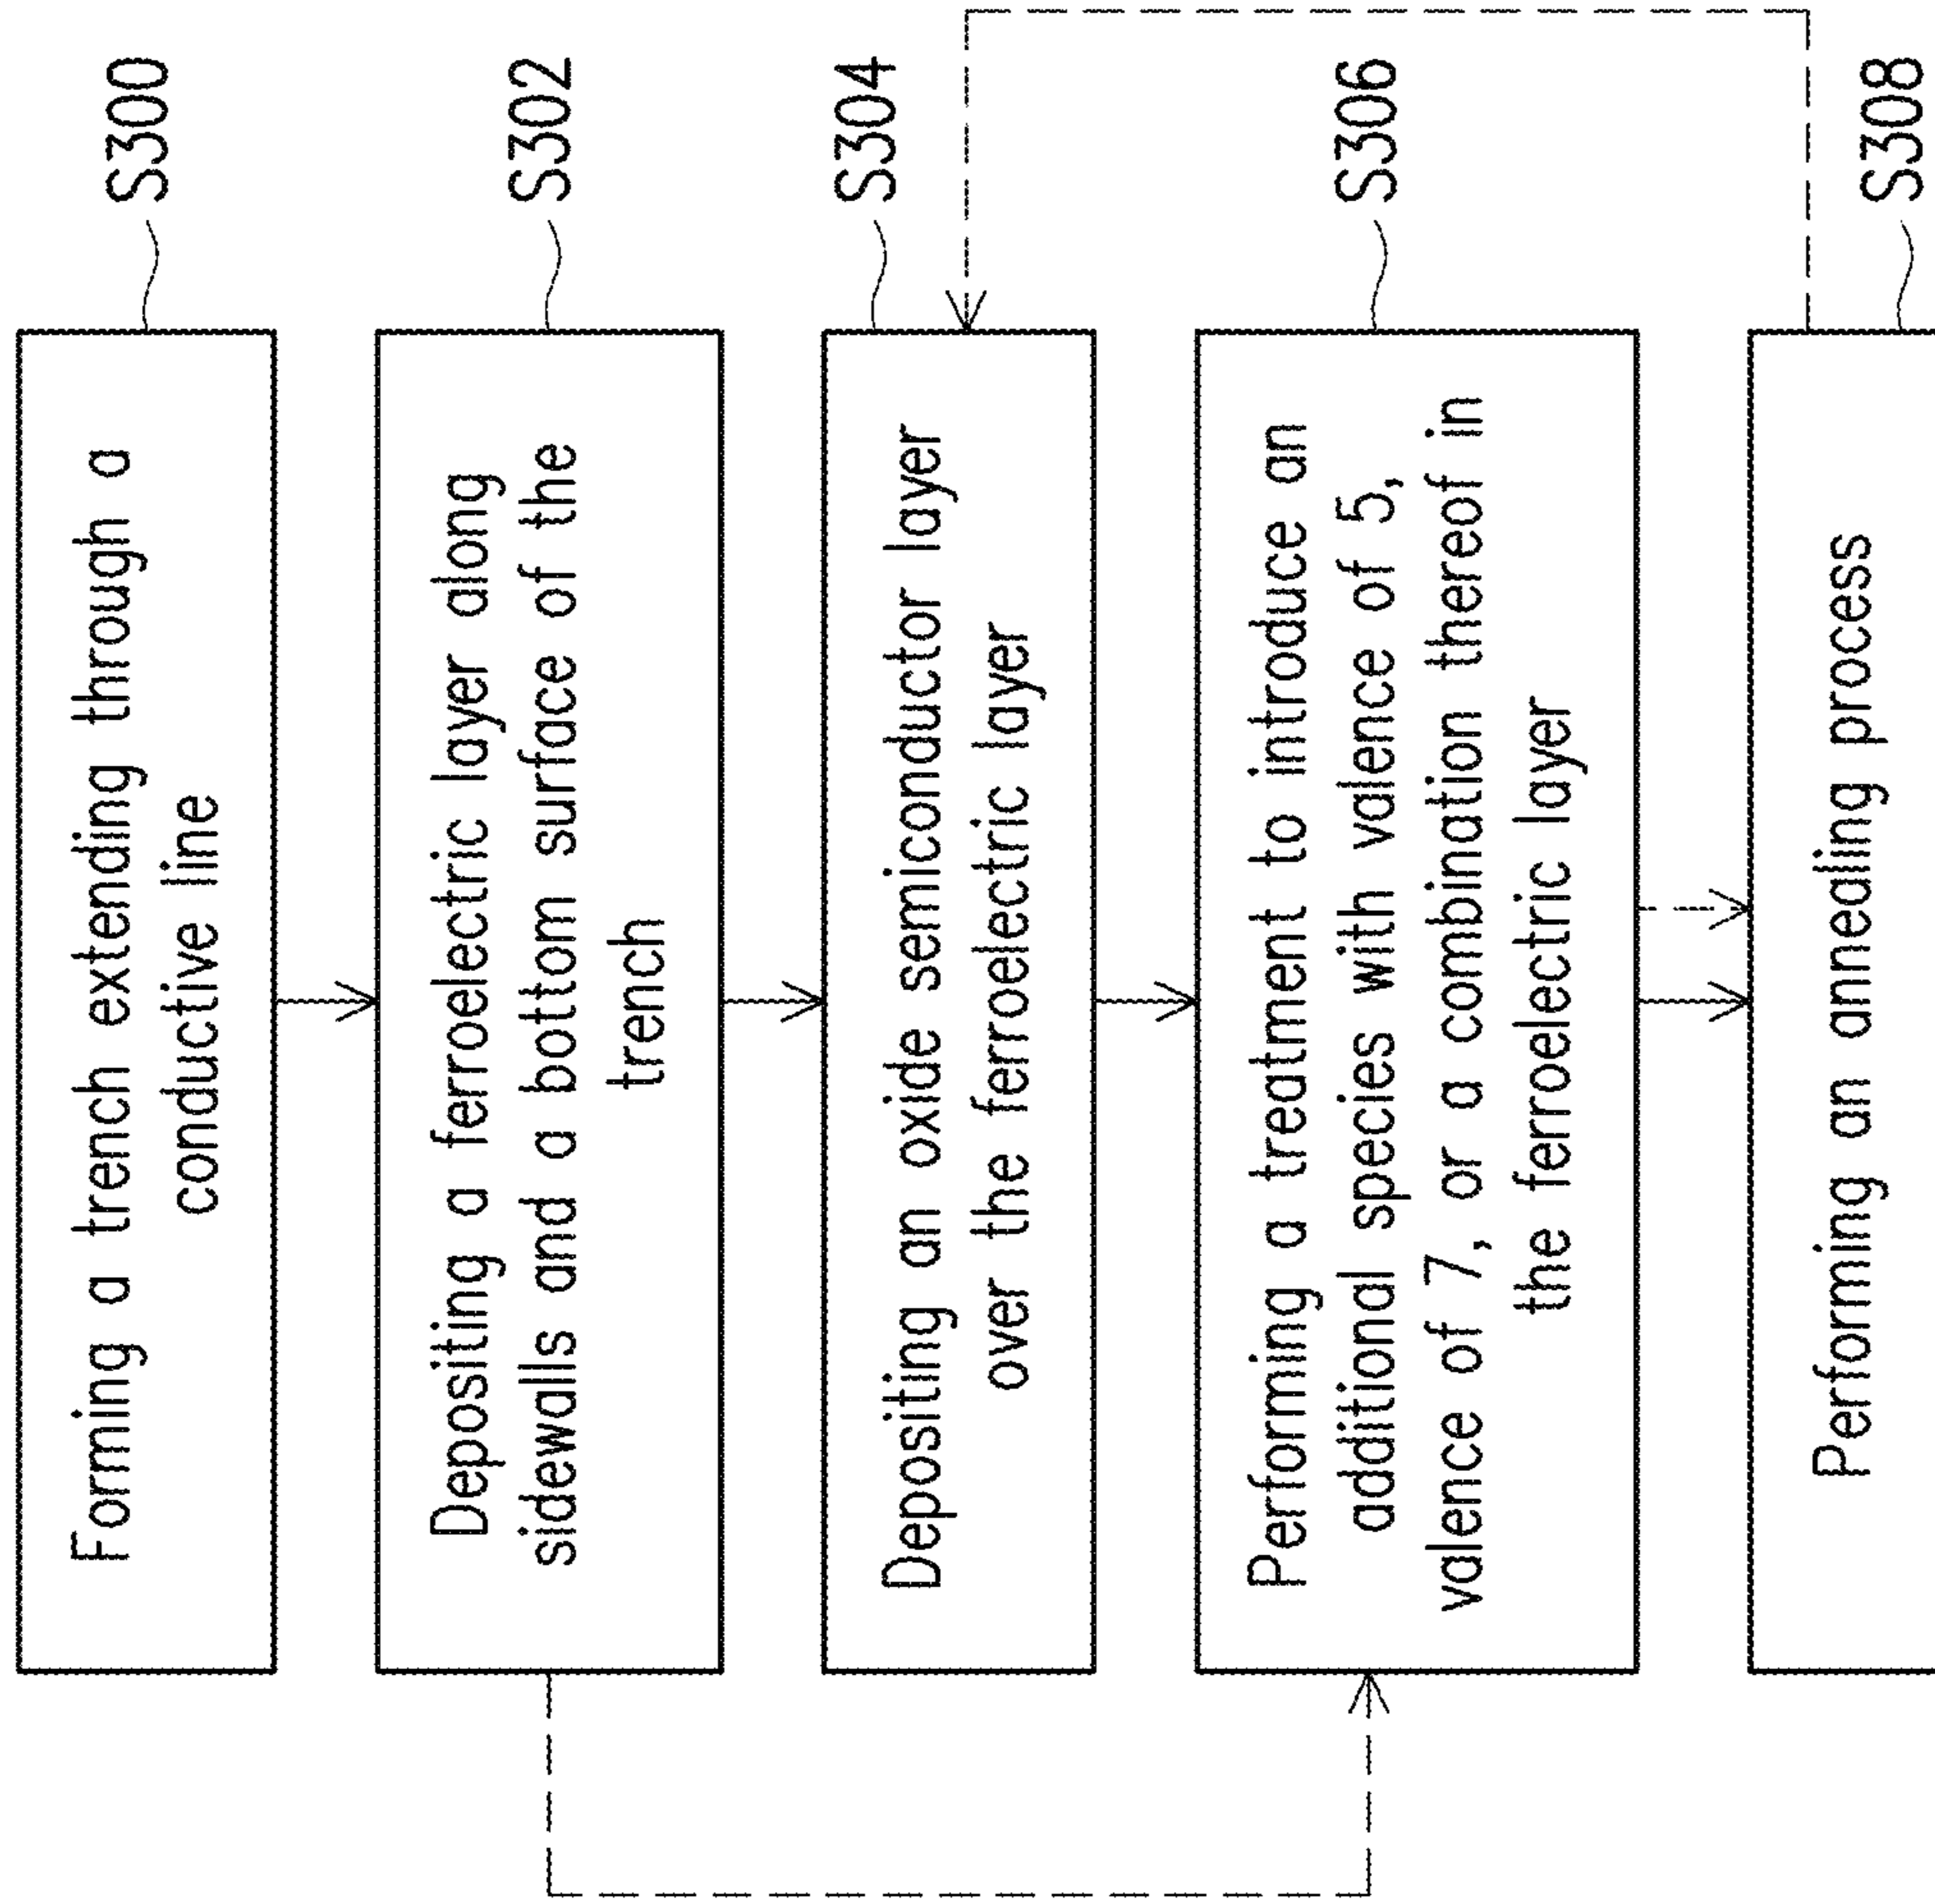 Forming a trench extending through a
conductive line
S300
Depositing a ferroelectric layer along
sidewalls and a bottom surface of the
trench
S302
Depositing an oxide semiconductor layer
over the ferroelectric layer
S304
Performing a treatment to introduce an
additional species with valence of 5,
valence of 7, or a combination thereof in
the ferroelectric layer
S306
Performing an annealing process
S308